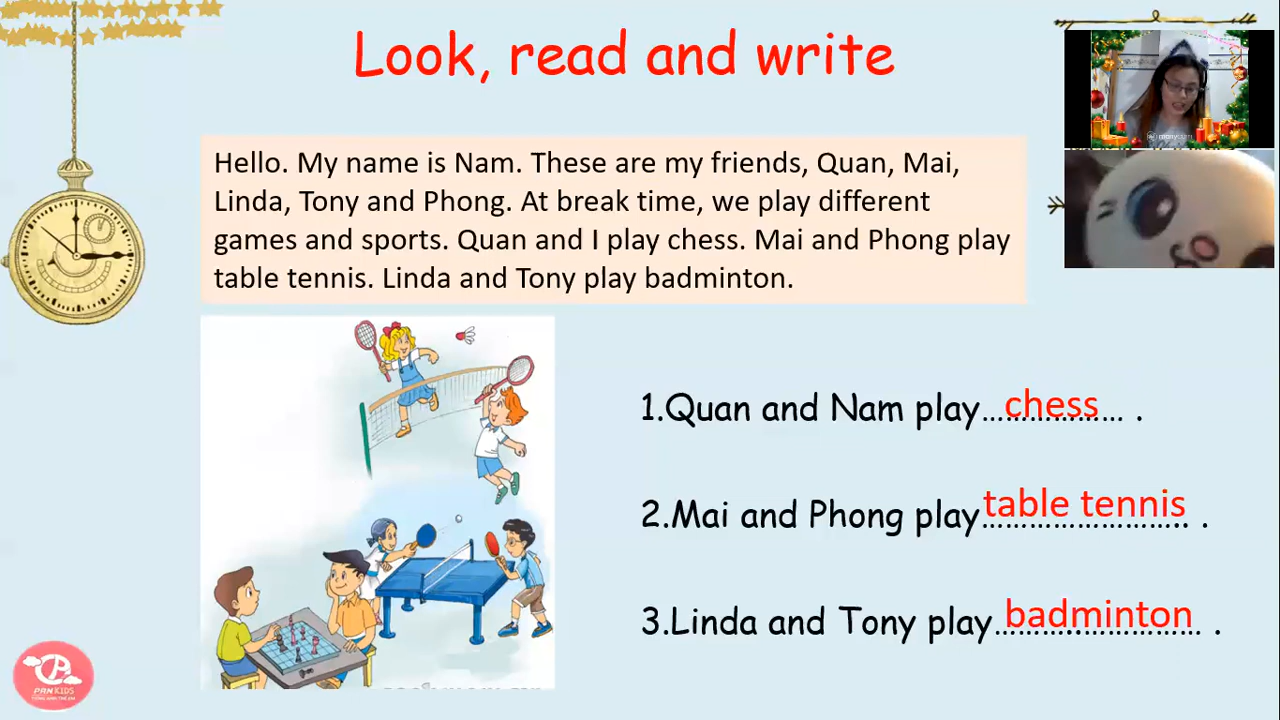 Look, read and write
Hello. My name is Nam. These are my friends, Quan, Mai,
Linda, Tony and Phong. At break time, we play different
games and sports. Quan and I play chess. Mai and Phong play
table tennis. Linda and Tony play badminton.
1.Quan and Nam play……chess……… .
2.Mai and Phong play……table tennis……….. .
3.Linda and Tony play……badminton……… .
PAN KIDS